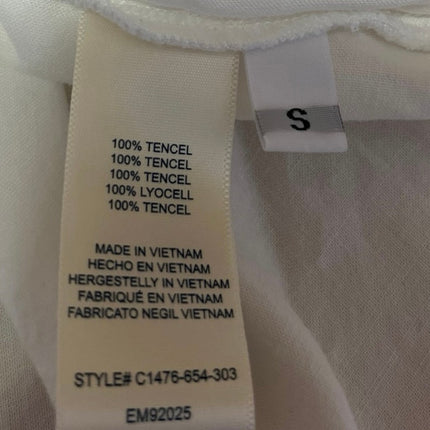 100% TENCEL
100% TENCEL
100% TENCEL
100% LYOCELL
100% TENCEL
MADE IN VIETNAM
HECHO EN VIETNAM
HERGESTELLY IN VIETNAM
FABRIQUÉ EN VIETNAM
FABRICATO NEGIL VIETNAM
STYLE# C1476-654-303
EM92025
S